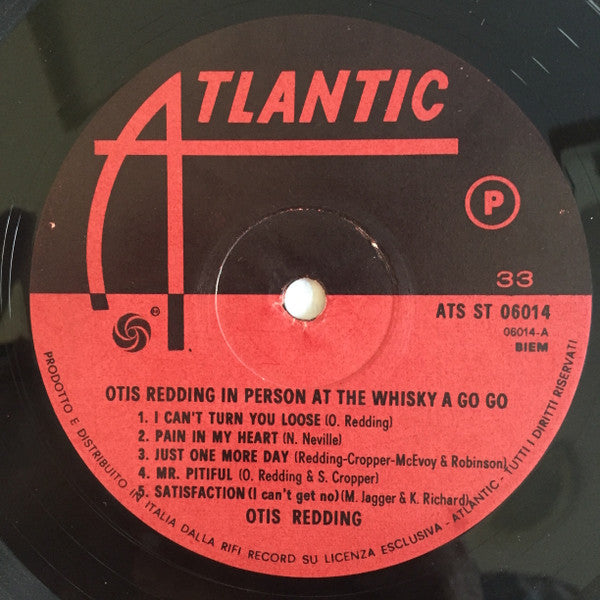 ATLANTIC
P
33
ATS ST 06014
06014-A
BIEM
OTIS REDDING IN PERSON AT THE WHISKY A GO GO
1. I CAN'T TURN YOU LOOSE (O. Redding)
2. PAIN IN MY HEART (N. Neville)
3. JUST ONE MORE DAY (Redding-Cropper-McEvoy & Robinson)
4. MR. PITIFUL (O. Redding & S. Cropper)
5. SATISFACTION (I can't get no) (M. Jagger & K. Richard)
OTIS REDDING
PRODOTTO E DISTRIBUITO IN ITALIA DALLA RIFI RECORD SU LICENZA ESCLUSIVA - ATLANTIC - TUTTI I DIRITTI RISERVATI